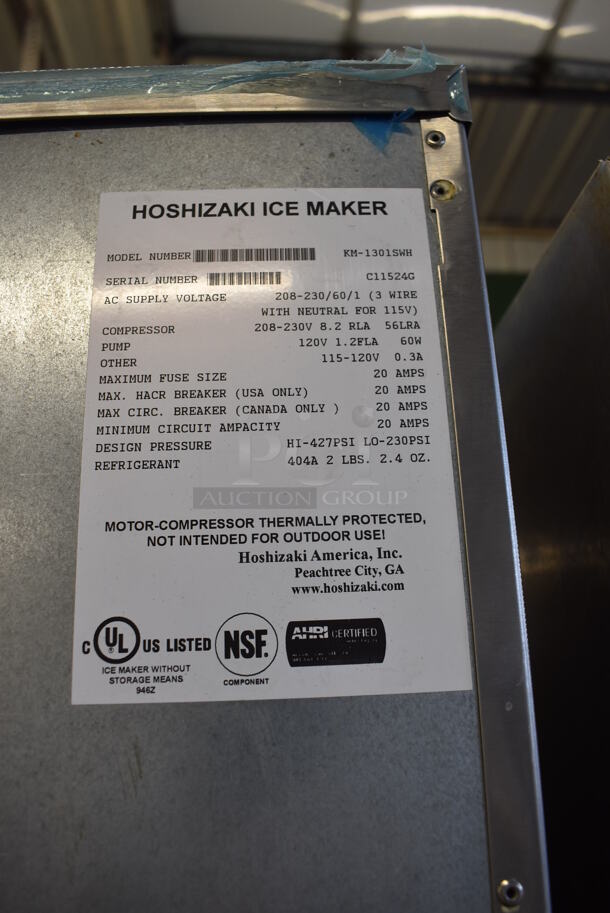 HOSHIZAKI ICE MAKER
MODEL NUMBER KM-1301SWH
SERIAL NUMBER C11524G
AC SUPPLY VOLTAGE 208-230/60/1 (3 WIRE
WITH NEUTRAL FOR 115V)
COMPRESSOR 208-230V 8.2 RLA 56LRA
PUMP 120V 1.2FLA 60W
OTHER 115-120V 0.3A
MAXIMUM FUSE SIZE 20 AMPS
MAX. HACR BREAKER (USA ONLY) 20 AMPS
MAX CIRC. BREAKER (CANADA ONLY ) 20 AMPS
MINIMUM CIRCUIT AMPACITY 20 AMPS
DESIGN PRESSURE HI-427PSI LO-230PSI
REFRIGERANT 404A 2 LBS. 2.4 OZ.
PCI
AUCTION GROUP
MOTOR-COMPRESSOR THERMALLY PROTECTED,
NOT INTENDED FOR OUTDOOR USE!
Hoshizaki America, Inc.
Peachtree City, GA
www.hoshizaki.com
C UL US LISTED
ICE MAKER WITHOUT
STORAGE MEANS
946Z
NSF.
COMPONENT
AHRI CERTIFIED